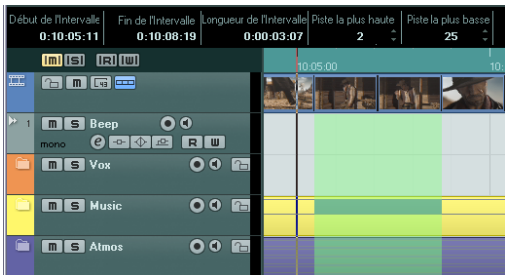 Début de l'Intervalle Fin de l'Intervalle Longueur de l'Intervalle Piste la plus haute Piste la plus basse
0:10:05:11 0:10:08:19 0:00:03:07 2 25
M S R W
10:05:00 10:
M L43
1 M S Beep
mono e R W
M S Vox
M S Music
M S Atmos